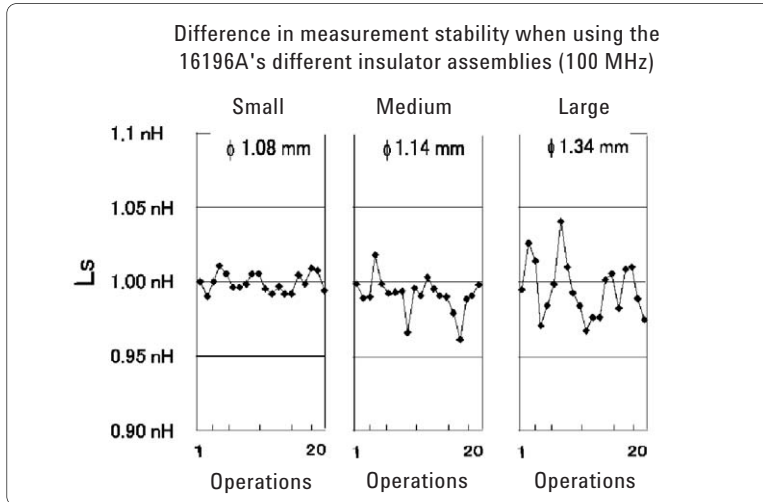 Difference in measurement stability when using the
16196A's different insulator assemblies (100 MHz)
Small Medium Large
1.1 nH
ϕ 1.08 mm ϕ 1.14 mm ϕ 1.34 mm
1.05 nH
Ls
1.00 nH
0.95 nH
0.90 nH
1 20 1 20 1 20
Operations Operations Operations